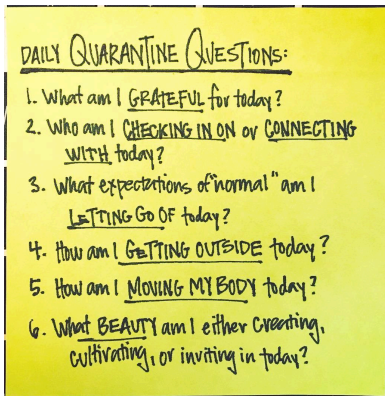 DAILY QUARANTINE QUESTIONS:
1. What am I GRATEFUL for today?
2. Who am I CHECKING IN ON or CONNECTING
WITH today?
3. What expectations of "normal" am I
LETTING GO OF today?
4. How am I GETTING OUTSIDE today?
5. How am I MOVING MY BODY today?
6. What BEAUTY am I either creating,
cultivating, or inviting in today?